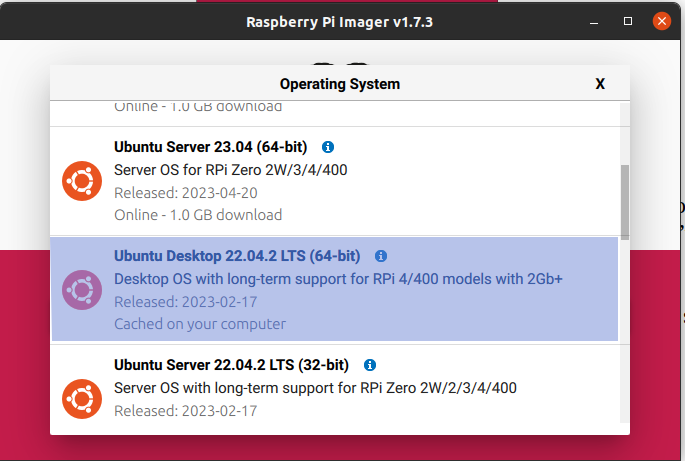 Raspberry Pi Imager v1.7.3
Operating System
X
Online - 1.0 GB download
Ubuntu Server 23.04 (64-bit)
Server OS for RPi Zero 2W/3/4/400
Released: 2023-04-20
Online - 1.0 GB download
Ubuntu Desktop 22.04.2 LTS (64-bit)
Desktop OS with long-term support for RPi 4/400 models with 2Gb+
Released: 2023-02-17
Cached on your computer
Ubuntu Server 22.04.2 LTS (32-bit)
Server OS with long-term support for RPi Zero 2W/2/3/4/400
Released: 2023-02-17